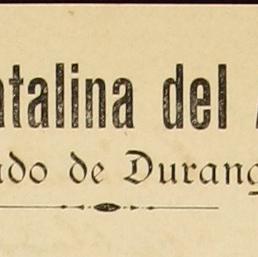 atalina del
ado de Durang